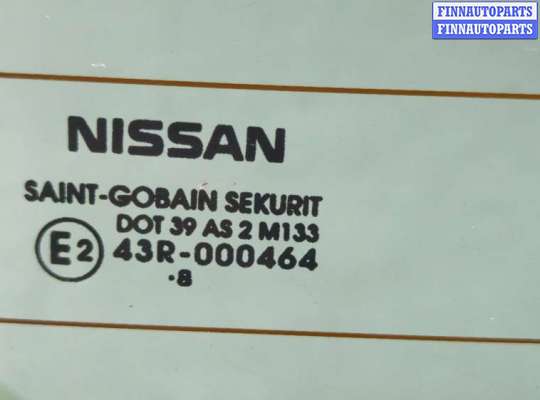 FINNAUTOPARTS
FINNAUTOPARTS
NISSAN
SAINT-GOBAIN SEKURIT
DOT 39 AS 2 M133
E2 43R-000464
.8